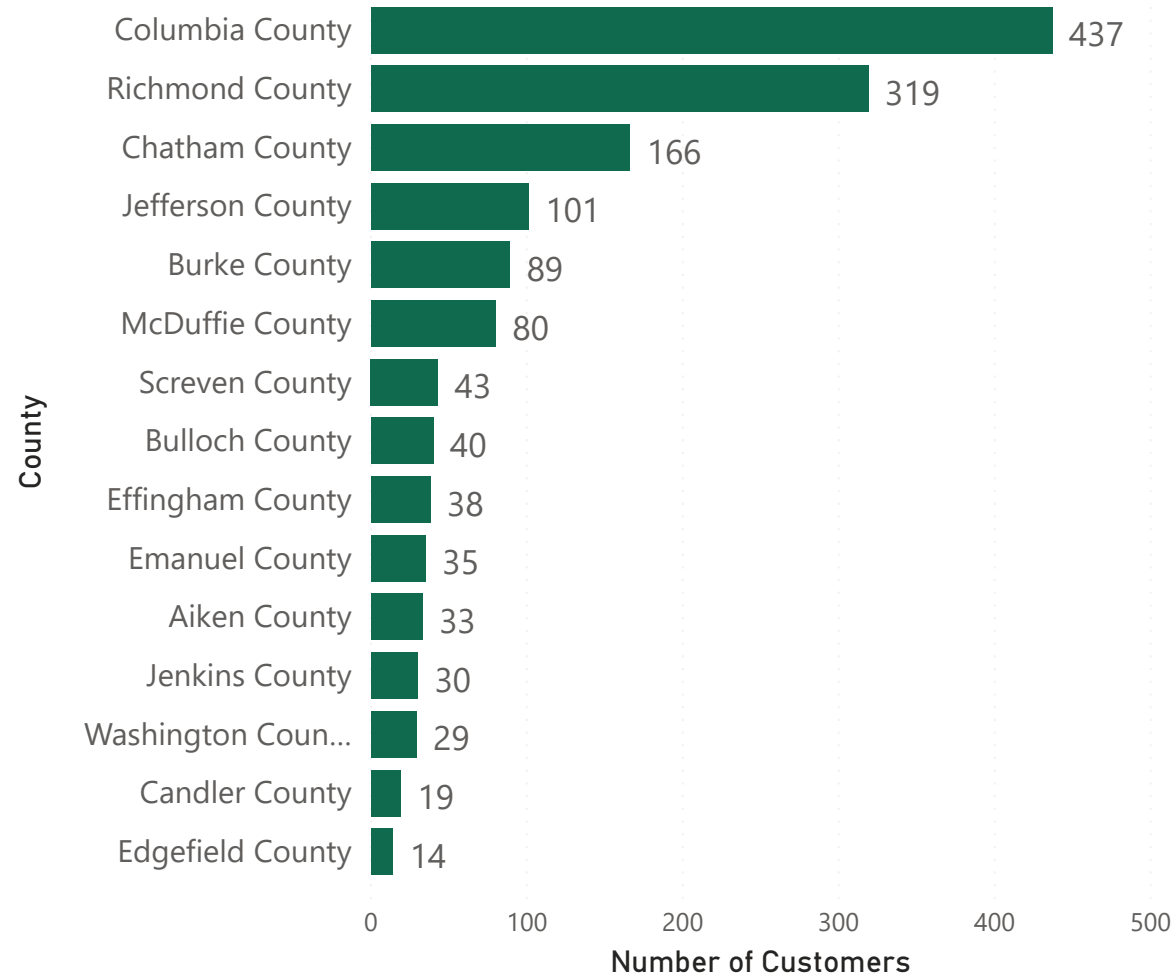 Columbia County 437
Richmond County 319
Chatham County 166
Jefferson County 101
Burke County 89
McDuffie County 80
Screven County 43
Bulloch County 40
Effingham County 38
Emanuel County 35
Aiken County 33
Jenkins County 30
Washington Coun... 29
Candler County 19
Edgefield County 14
County
0 100 200 300 400 500
Number of Customers